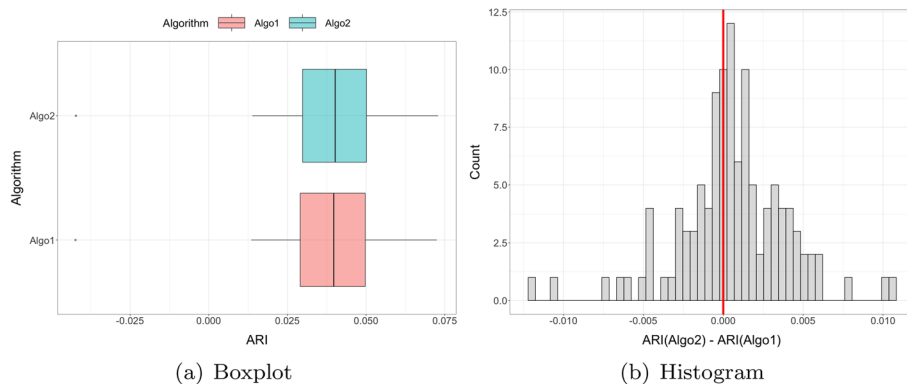 Algorithm Algo1 Algo2
Algorithm
Algo2
Algo1
-0.025 0.000 0.025 0.050 0.075
ARI
(a) Boxplot
Count
12.5
10.0
7.5
5.0
2.5
0.0
-0.010 -0.005 0.000 0.005 0.010
ARI(Algo2) - ARI(Algo1)
(b) Histogram